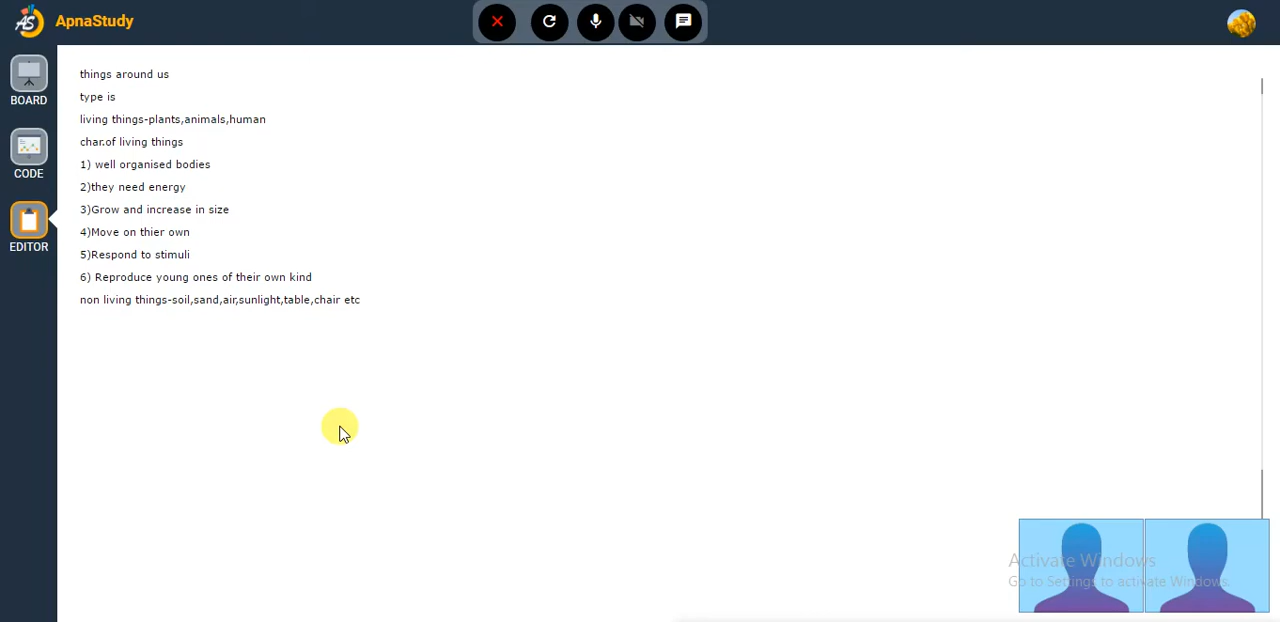 AS ApnaStudy
BOARD
CODE
EDITOR
things around us
type is
living things-plants,animals,human
char.of living things
1) well organised bodies
2)they need energy
3)Grow and increase in size
4)Move on thier own
5)Respond to stimuli
6) Reproduce young ones of their own kind
non living things-soil,sand,air,sunlight,table,chair etc
Activate Windows
Go to Settings to activate Windows.